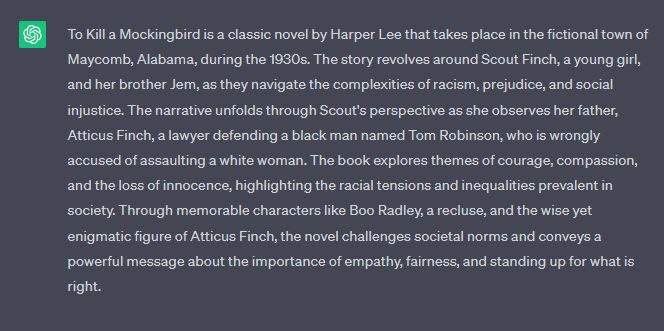 To Kill a Mockingbird is a classic novel by Harper Lee that takes place in the fictional town of
Maycomb, Alabama, during the 1930s. The story revolves around Scout Finch, a young girl,
and her brother Jem, as they navigate the complexities of racism, prejudice, and social
injustice. The narrative unfolds through Scout's perspective as she observes her father,
Atticus Finch, a lawyer defending a black man named Tom Robinson, who is wrongly
accused of assaulting a white woman. The book explores themes of courage, compassion,
and the loss of innocence, highlighting the racial tensions and inequalities prevalent in
society. Through memorable characters like Boo Radley, a recluse, and the wise yet
enigmatic figure of Atticus Finch, the novel challenges societal norms and conveys a
powerful message about the importance of empathy, fairness, and standing up for what is
right.